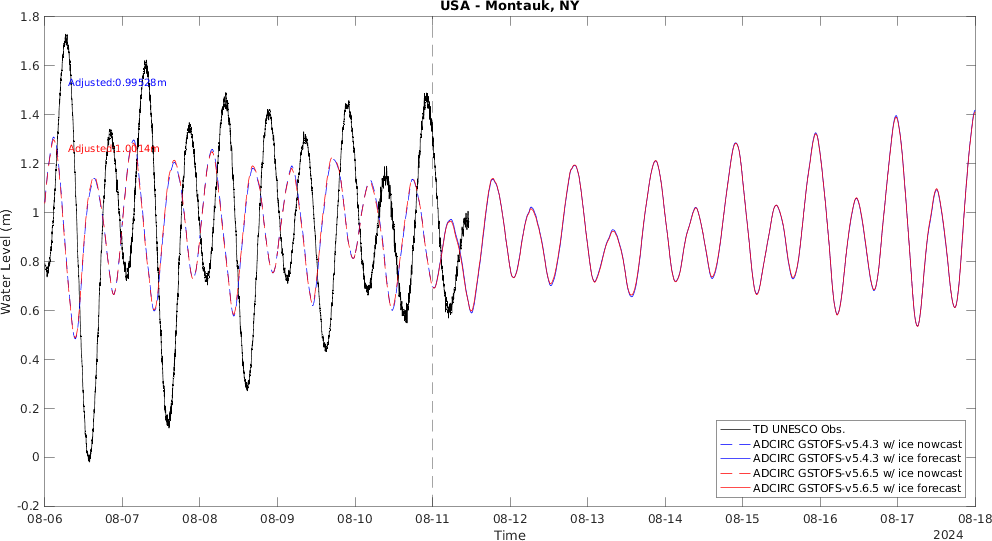 USA - Montauk, NY
1.8
1.6
1.4
1.2
1
0.8
0.6
0.4
0.2
0
-0.2
Water Level (m)
Adjusted:0.99528m
Adjusted:1.0014m
TD UNESCO Obs.
ADCIRC GSTOFS-v5.4.3 w/ ice nowcast
ADCIRC GSTOFS-v5.4.3 w/ ice forecast
ADCIRC GSTOFS-v5.6.5 w/ ice nowcast
ADCIRC GSTOFS-v5.6.5 w/ ice forecast
08-06 08-07 08-08 08-09 08-10 08-11 08-12 08-13 08-14 08-15 08-16 08-17 08-18
Time
2024